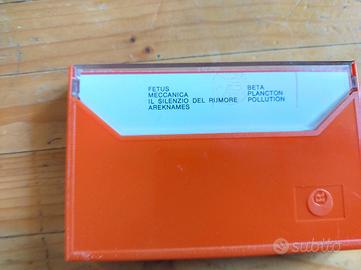 FETUS
MECCANICA
IL SILENZIO DEL RUMORE
AREKNAMES
BETA
PLANCTON
POLLUTION
subito